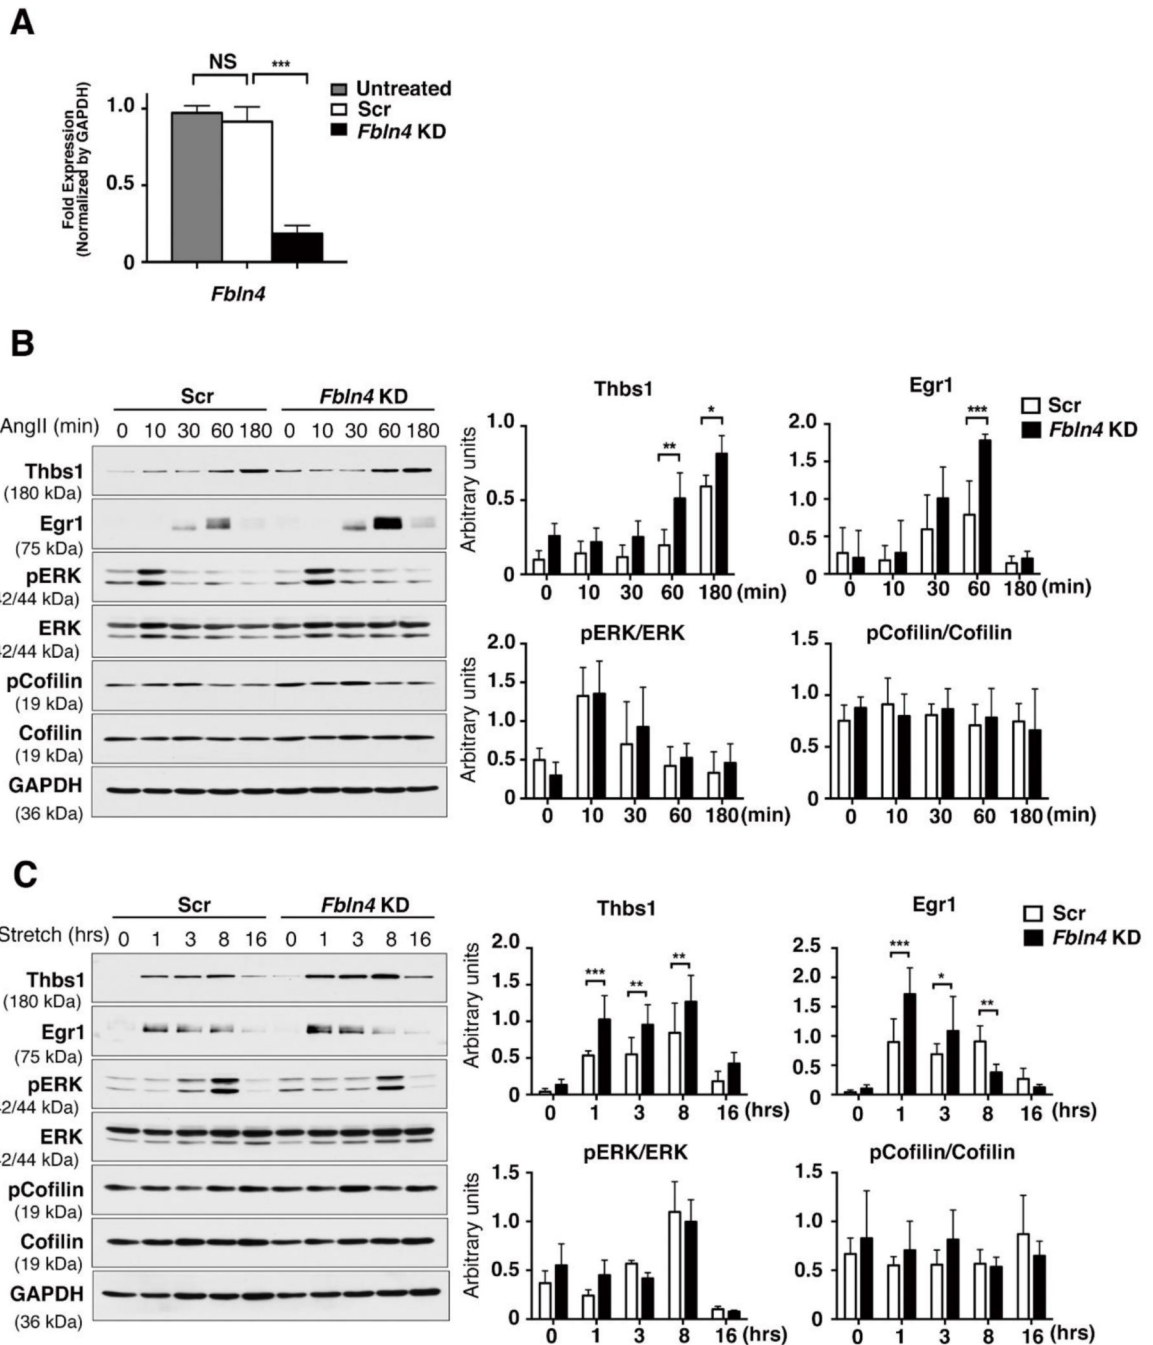 A
NS ***
Untreated
Scr
Fbln4 KD
Fold Expression
(Normalized by GAPDH)
1.0
0.5
0
Fbln4
B
Scr Fbln4 KD
AngII (min) 0 10 30 60 180 0 10 30 60 180
Thbs1
(180 kDa)
Egr1
(75 kDa)
pERK
42/44 kDa)
ERK
42/44 kDa)
pCofilin
(19 kDa)
Cofilin
(19 kDa)
GAPDH
(36 kDa)
Thbs1
Arbitrary units
1.0
0.5
0
** *
0 10 30 60 180 (min)
Egr1
2.0
1.5
1.0
0.5
0
***
0 10 30 60 180 (min)
Scr
Fbln4 KD
pERK/ERK
Arbitrary units
2.0
1.5
1.0
0.5
0
0 10 30 60 180 (min)
pCofilin/Cofilin
1.5
1.0
0.5
0
0 10 30 60 180 (min)
C
Scr Fbln4 KD
Stretch (hrs) 0 1 3 8 16 0 1 3 8 16
Thbs1
(180 kDa)
Egr1
(75 kDa)
pERK
42/44 kDa)
ERK
42/44 kDa)
pCofilin
(19 kDa)
Cofilin
(19 kDa)
GAPDH
(36 kDa)
Thbs1
Arbitrary units
2.0
1.5
1.0
0.5
0
*** ** **
0 1 3 8 16 (hrs)
Egr1
2.5
2.0
1.5
1.0
0.5
0
*** * **
0 1 3 8 16 (hrs)
Scr
Fbln4 KD
pERK/ERK
Arbitrary units
1.5
1.0
0.5
0
0 1 3 8 16 (hrs)
pCofilin/Cofilin
1.5
1.0
0.5
0
0 1 3 8 16 (hrs)